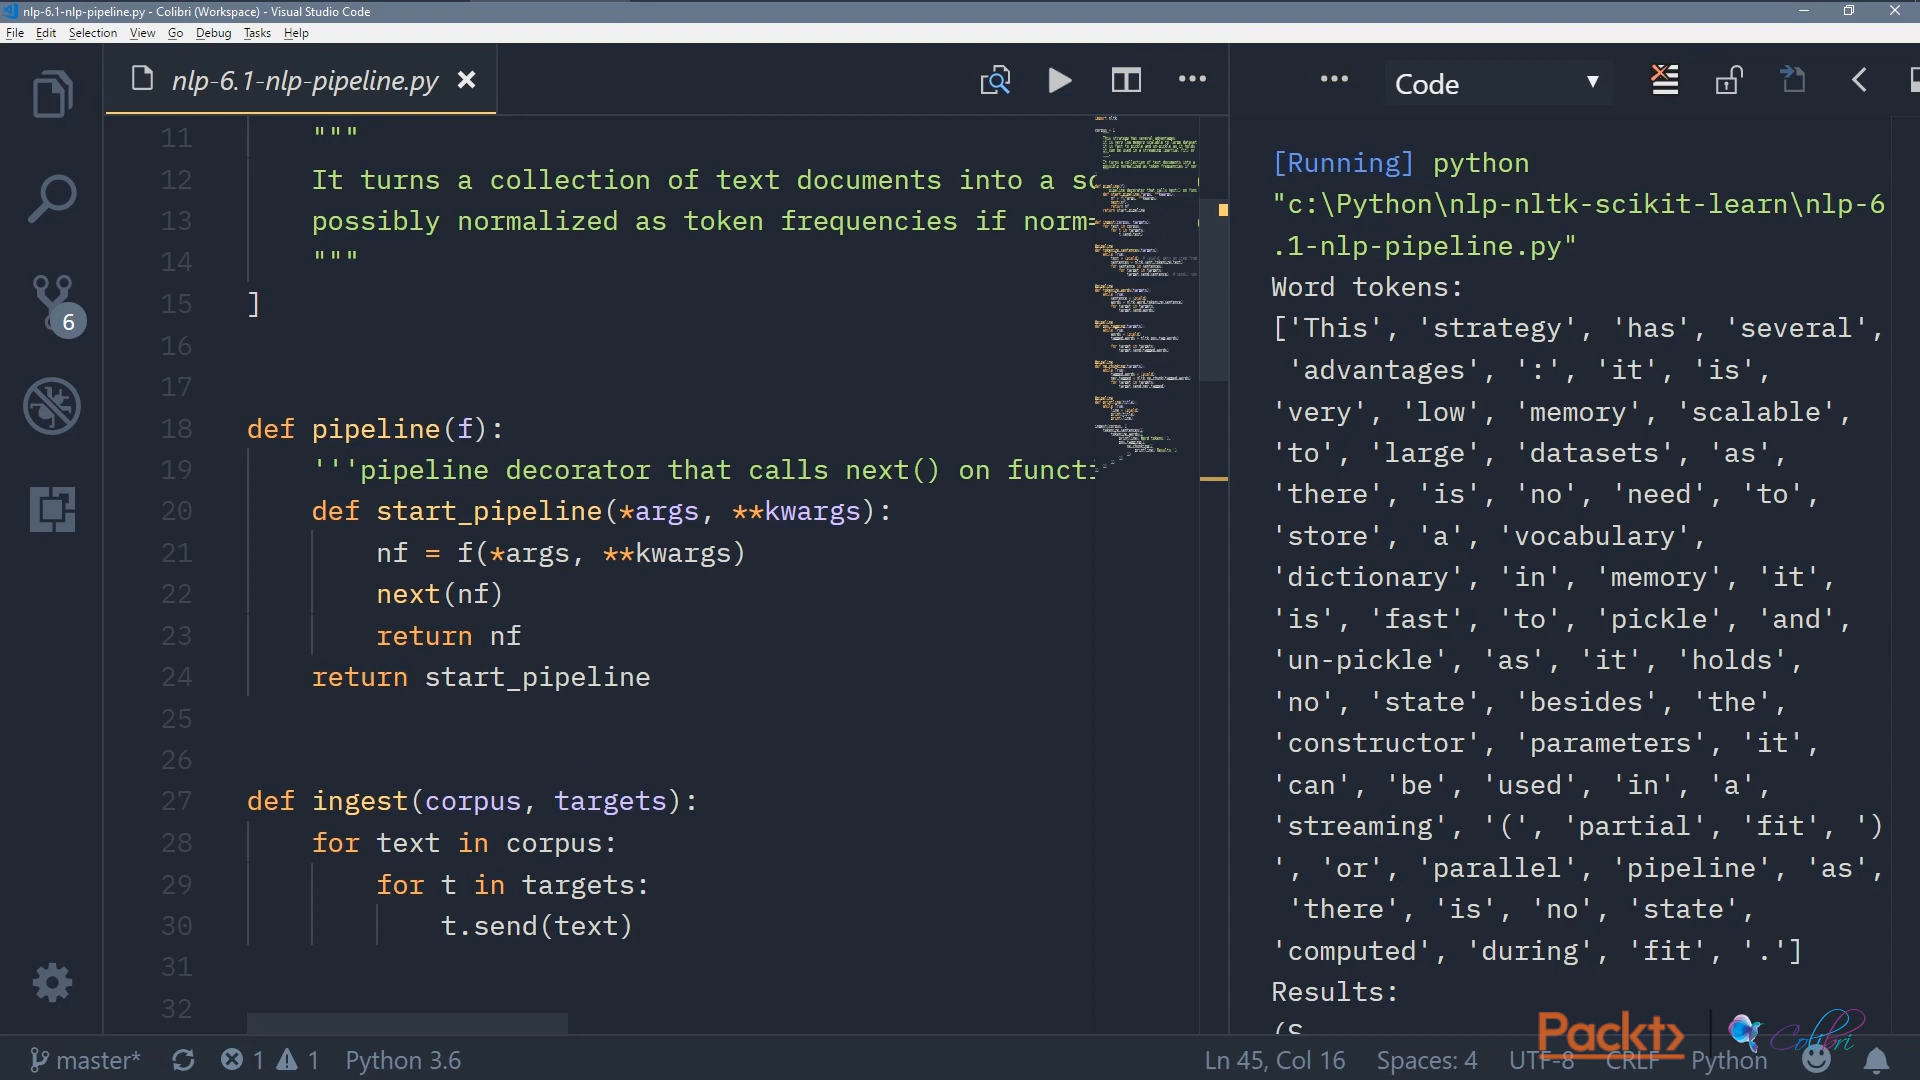 nlp-6.1-nlp-pipeline.py - Colibri (Workspace) - Visual Studio Code
File Edit Selection View Go Debug Tasks Help
nlp-6.1-nlp-pipeline.py
11 """
12 It turns a collection of text documents into a sc
13 possibly normalized as token frequencies if norm=
14 """
15 ]
16
17
18 def pipeline(f):
19 '''pipeline decorator that calls next() on functi
20 def start_pipeline(*args, **kwargs):
21 nf = f(*args, **kwargs)
22 next(nf)
23 return nf
24 return start_pipeline
25
26
27 def ingest(corpus, targets):
28 for text in corpus:
29 for t in targets:
30 t.send(text)
31
32
6
Code
[Running] python
"c:\Python\nlp-nltk-scikit-learn\nlp-6
.1-nlp-pipeline.py"
Word tokens:
['This', 'strategy', 'has', 'several',
'advantages', ':', 'it', 'is',
'very', 'low', 'memory', 'scalable',
'to', 'large', 'datasets', 'as',
'there', 'is', 'no', 'need', 'to',
'store', 'a', 'vocabulary',
'dictionary', 'in', 'memory', 'it',
'is', 'fast', 'to', 'pickle', 'and',
'un-pickle', 'as', 'it', 'holds',
'no', 'state', 'besides', 'the',
'constructor', 'parameters', 'it',
'can', 'be', 'used', 'in', 'a',
'streaming', '(', 'partial', 'fit', ')
', 'or', 'parallel', 'pipeline', 'as',
'there', 'is', 'no', 'state',
'computed', 'during', 'fit', '.']
Results:
(S
Packt> Colibri
master* 1 1 Python 3.6 Ln 45, Col 16 Spaces: 4 UTF-8 CRLF Python